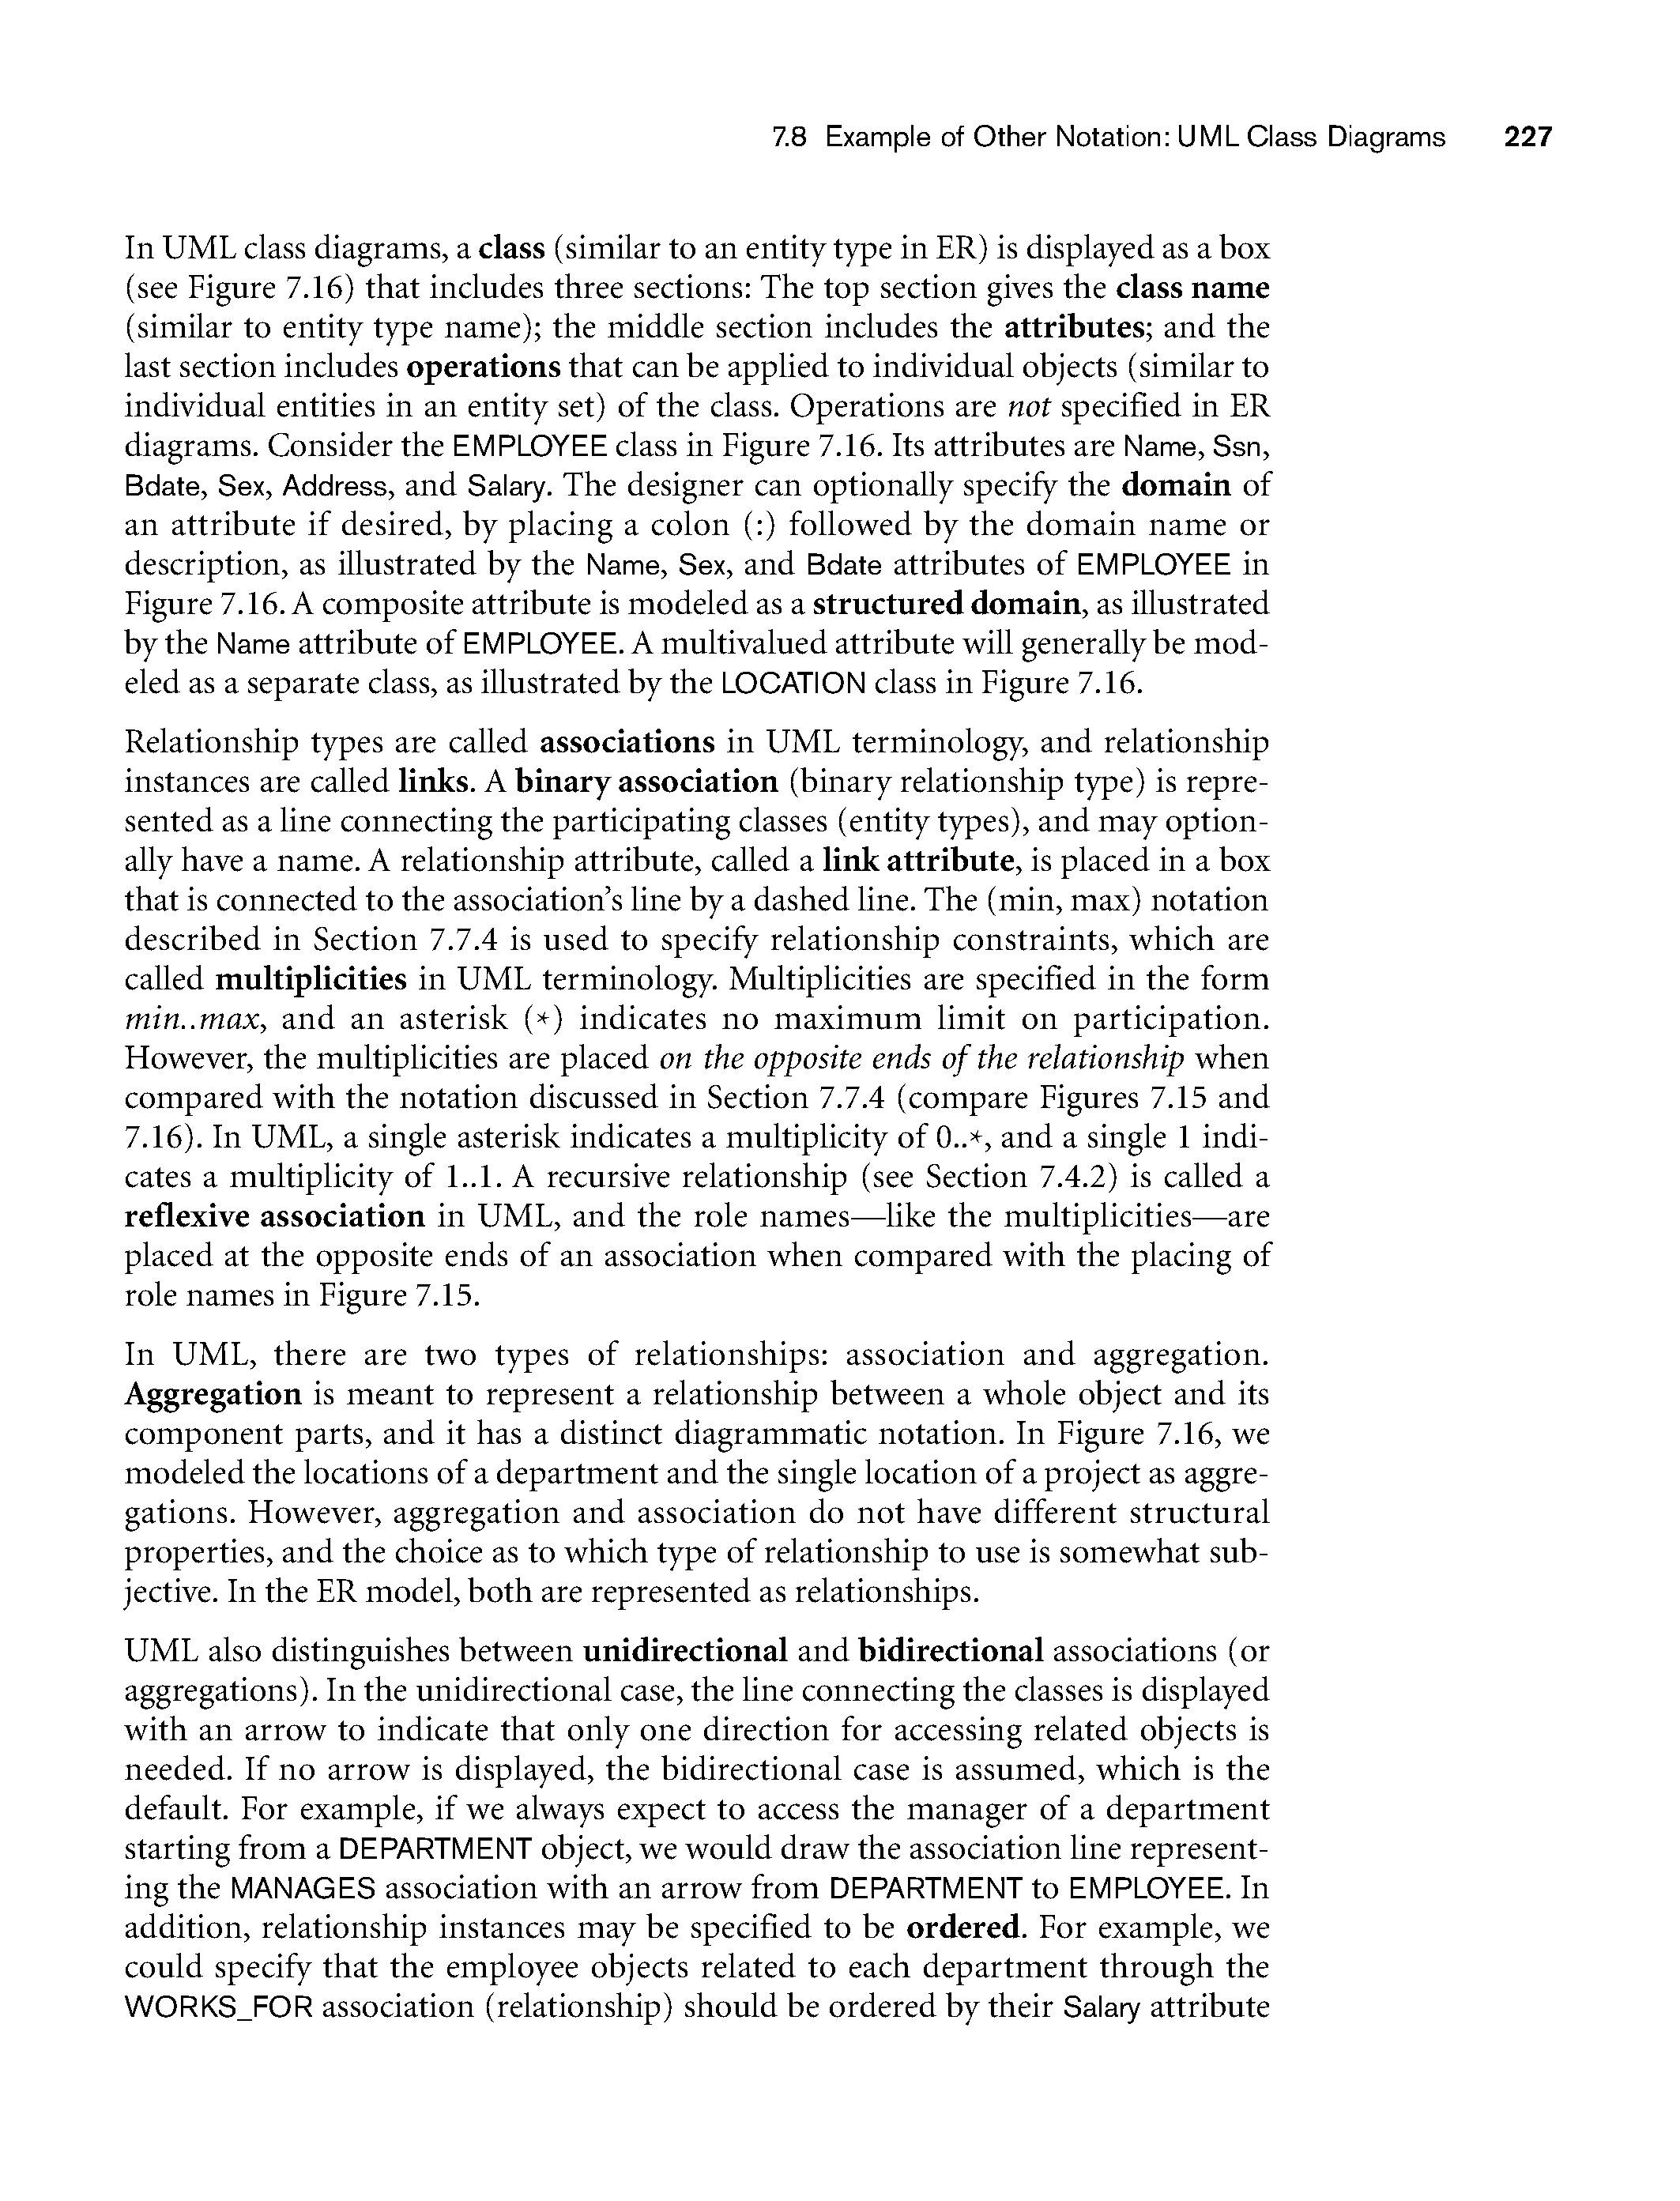 7.8 Example of Other Notation: UML Class Diagrams 227
In UML class diagrams, a class (similar to an entity type in ER) is displayed as a box
(see Figure 7.16) that includes three sections: The top section gives the class name
(similar to entity type name); the middle section includes the attributes; and the
last section includes operations that can be applied to individual objects (similar to
individual entities in an entity set) of the class. Operations are not specified in ER
diagrams. Consider the EMPLOYEE class in Figure 7.16. Its attributes are Name, Ssn,
Bdate, Sex, Address, and Salary. The designer can optionally specify the domain of
an attribute if desired, by placing a colon (:) followed by the domain name or
description, as illustrated by the Name, Sex, and Bdate attributes of EMPLOYEE in
Figure 7.16. A composite attribute is modeled as a structured domain, as illustrated
by the Name attribute of EMPLOYEE. A multivalued attribute will generally be mod-
eled as a separate class, as illustrated by the LOCATION class in Figure 7.16.
Relationship types are called associations in UML terminology, and relationship
instances are called links. A binary association (binary relationship type) is repre-
sented as a line connecting the participating classes (entity types), and may option-
ally have a name. A relationship attribute, called a link attribute, is placed in a box
that is connected to the association’s line by a dashed line. The (min, max) notation
described in Section 7.7.4 is used to specify relationship constraints, which are
called multiplicities in UML terminology. Multiplicities are specified in the form
min..max, and an asterisk (*) indicates no maximum limit on participation.
However, the multiplicities are placed on the opposite ends of the relationship when
compared with the notation discussed in Section 7.7.4 (compare Figures 7.15 and
7.16). In UML, a single asterisk indicates a multiplicity of 0..*, and a single 1 indi-
cates a multiplicity of 1..1. A recursive relationship (see Section 7.4.2) is called a
reflexive association in UML, and the role names—like the multiplicities—are
placed at the opposite ends of an association when compared with the placing of
role names in Figure 7.15.
In UML, there are two types of relationships: association and aggregation.
Aggregation is meant to represent a relationship between a whole object and its
component parts, and it has a distinct diagrammatic notation. In Figure 7.16, we
modeled the locations of a department and the single location of a project as aggre-
gations. However, aggregation and association do not have different structural
properties, and the choice as to which type of relationship to use is somewhat sub-
jective. In the ER model, both are represented as relationships.
UML also distinguishes between unidirectional and bidirectional associations (or
aggregations). In the unidirectional case, the line connecting the classes is displayed
with an arrow to indicate that only one direction for accessing related objects is
needed. If no arrow is displayed, the bidirectional case is assumed, which is the
default. For example, if we always expect to access the manager of a department
starting from a DEPARTMENT object, we would draw the association line represent-
ing the MANAGES association with an arrow from DEPARTMENT to EMPLOYEE. In
addition, relationship instances may be specified to be ordered. For example, we
could specify that the employee objects related to each department through the
WORKS_FOR association (relationship) should be ordered by their Salary attribute